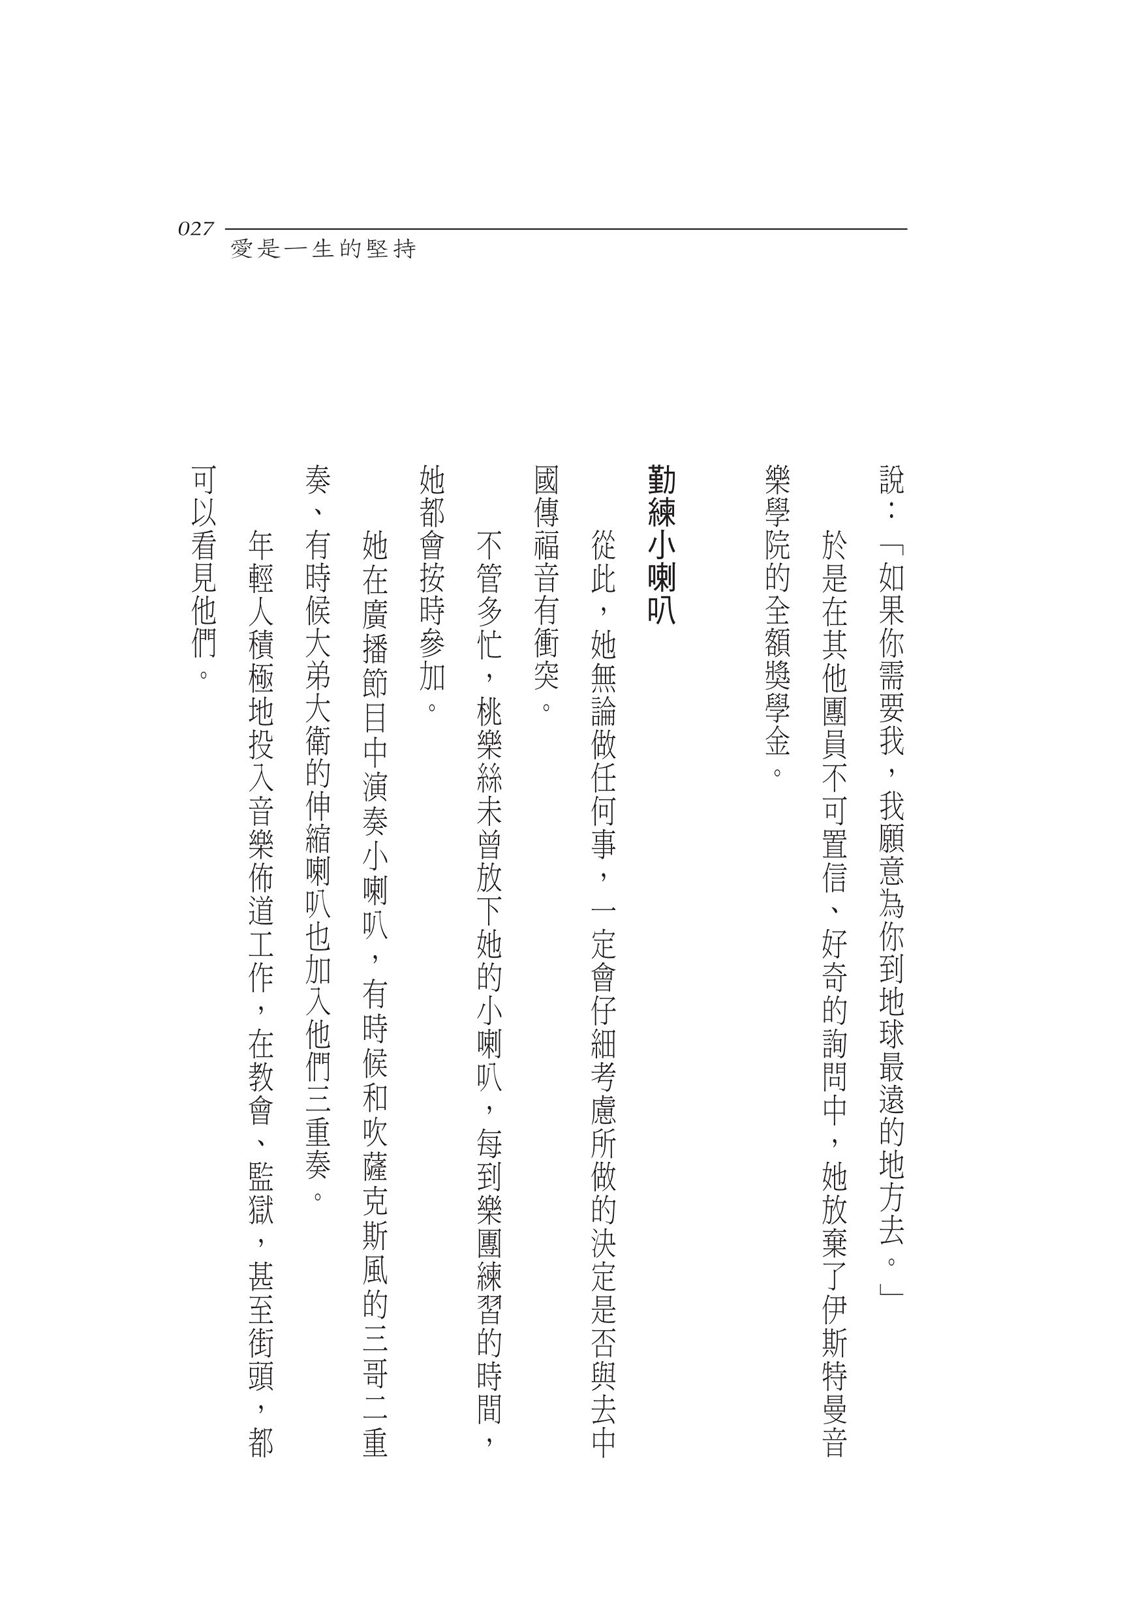 027
愛是一生的堅持
說：「如果你需要我，我願意為你到地球最遠的地方去。」
於是在其他團員不可置信、好奇的詢問中，她放棄了伊斯特曼音
樂學院的全額獎學金。
勤練小喇叭
從此，她無論做任何事，一定會仔細考慮所做的決定是否與去中
國傳福音有衝突。
不管多忙，桃樂絲未曾放下她的小喇叭，每到樂團練習的時間，
她都會按時參加。
她在廣播節目中演奏小喇叭，有時候和吹薩克斯風的三哥二重
奏、有時候大弟大衛的伸縮喇叭也加入他們三重奏。
年輕人積極地投入音樂佈道工作，在教會、監獄，甚至街頭，都
可以看見他們。